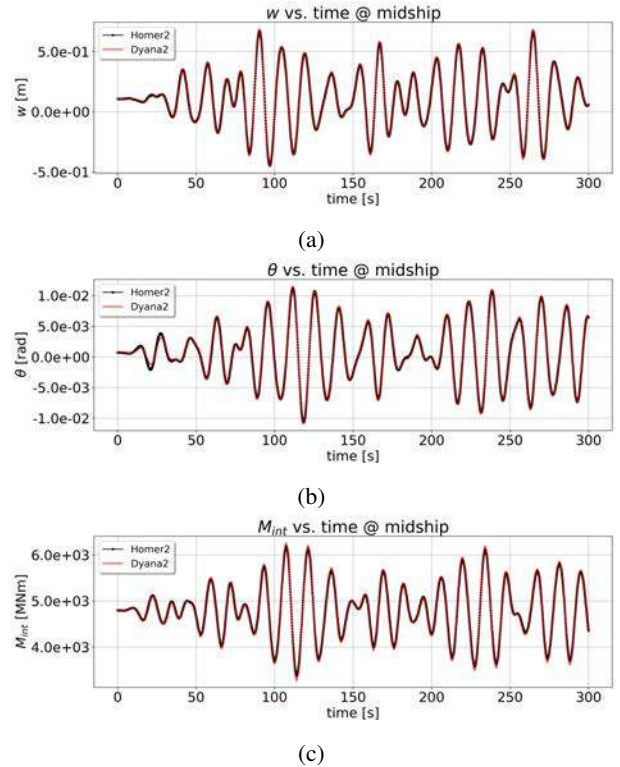 w vs. time @ midship
Homer2
Dyana2
5.0e-01
0.0e+00
-5.0e-01
w [m]
0 50 100 150 200 250 300
time [s]
(a)
θ vs. time @ midship
Homer2
Dyana2
1.0e-02
5.0e-03
0.0e+00
-5.0e-03
-1.0e-02
θ [rad]
0 50 100 150 200 250 300
time [s]
(b)
M_int vs. time @ midship
Homer2
Dyana2
6.0e+03
5.0e+03
4.0e+03
M_int [MNm]
0 50 100 150 200 250 300
time [s]
(c)